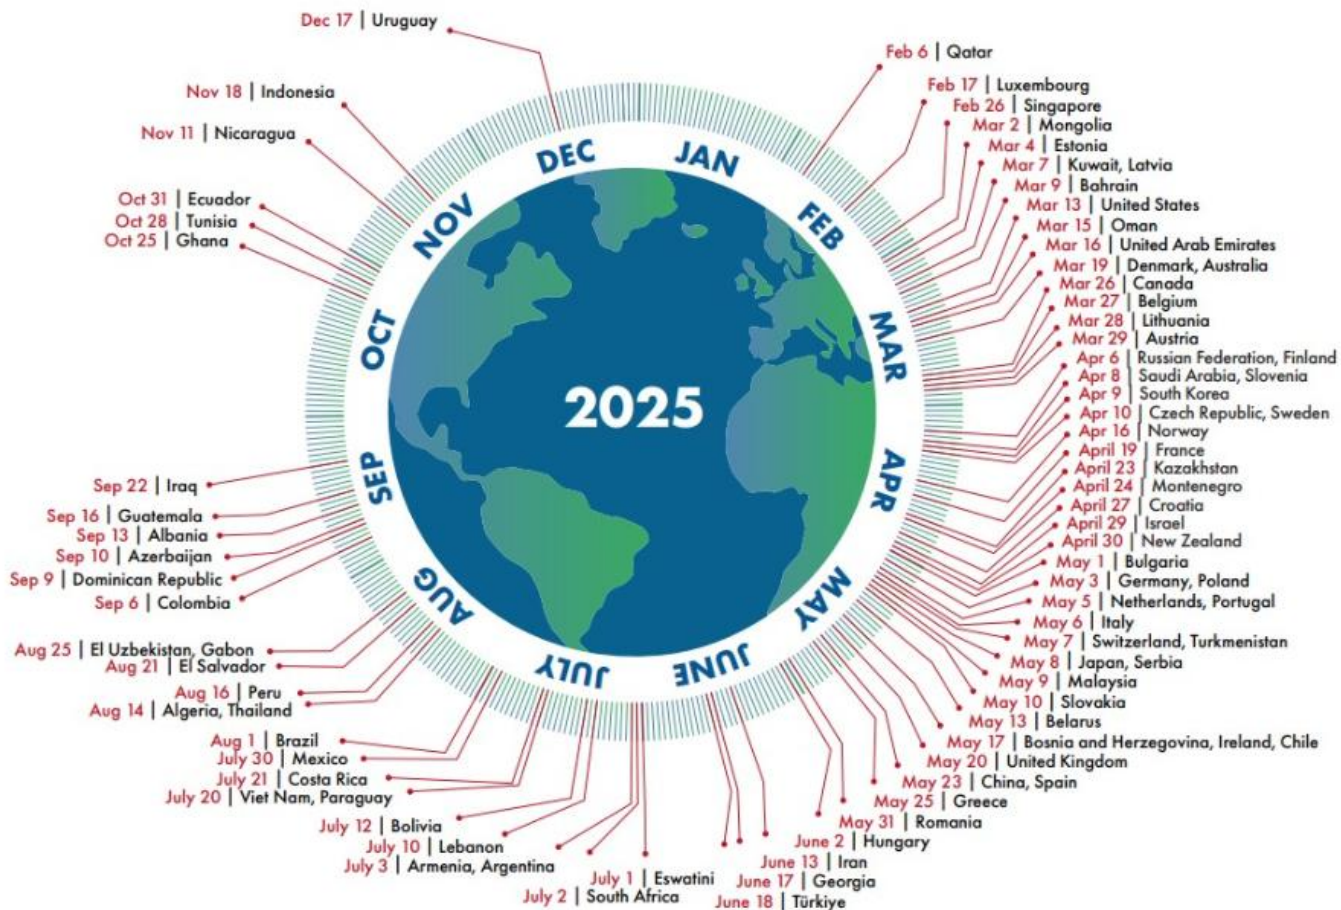 Dec 17 | Uruguay
Nov 18 | Indonesia
Nov 11 | Nicaragua
Oct 31 | Ecuador
Oct 28 | Tunisia
Oct 25 | Ghana
Sep 22 | Iraq
Sep 16 | Guatemala
Sep 13 | Albania
Sep 10 | Azerbaijan
Sep 9 | Dominican Republic
Sep 6 | Colombia
Aug 25 | El Uzbekistan, Gabon
Aug 21 | El Salvador
Aug 16 | Peru
Aug 14 | Algeria, Thailand
Aug 1 | Brazil
July 30 | Mexico
July 21 | Costa Rica
July 20 | Viet Nam, Paraguay
July 12 | Bolivia
July 10 | Lebanon
July 3 | Armenia, Argentina
July 2 | South Africa
July 1 | Eswatini
JAN
FEB
MAR
APR
MAY
JUNE
JULY
AUG
SEP
OCT
NOV
DEC
2025
Feb 6 | Qatar
Feb 17 | Luxembourg
Feb 26 | Singapore
Mar 2 | Mongolia
Mar 4 | Estonia
Mar 7 | Kuwait, Latvia
Mar 9 | Bahrain
Mar 13 | United States
Mar 15 | Oman
Mar 16 | United Arab Emirates
Mar 19 | Denmark, Australia
Mar 26 | Canada
Mar 27 | Belgium
Mar 28 | Lithuania
Mar 29 | Austria
Apr 6 | Russian Federation, Finland
Apr 8 | Saudi Arabia, Slovenia
Apr 9 | South Korea
Apr 10 | Czech Republic, Sweden
Apr 16 | Norway
April 19 | France
April 23 | Kazakhstan
April 24 | Montenegro
April 27 | Croatia
April 29 | Israel
April 30 | New Zealand
May 1 | Bulgaria
May 3 | Germany, Poland
May 5 | Netherlands, Portugal
May 6 | Italy
May 7 | Switzerland, Turkmenistan
May 8 | Japan, Serbia
May 9 | Malaysia
May 10 | Slovakia
May 13 | Belarus
May 17 | Bosnia and Herzegovina, Ireland, Chile
May 20 | United Kingdom
May 23 | China, Spain
May 25 | Greece
May 31 | Romania
June 2 | Hungary
June 13 | Iran
June 17 | Georgia
June 18 | Türkiye